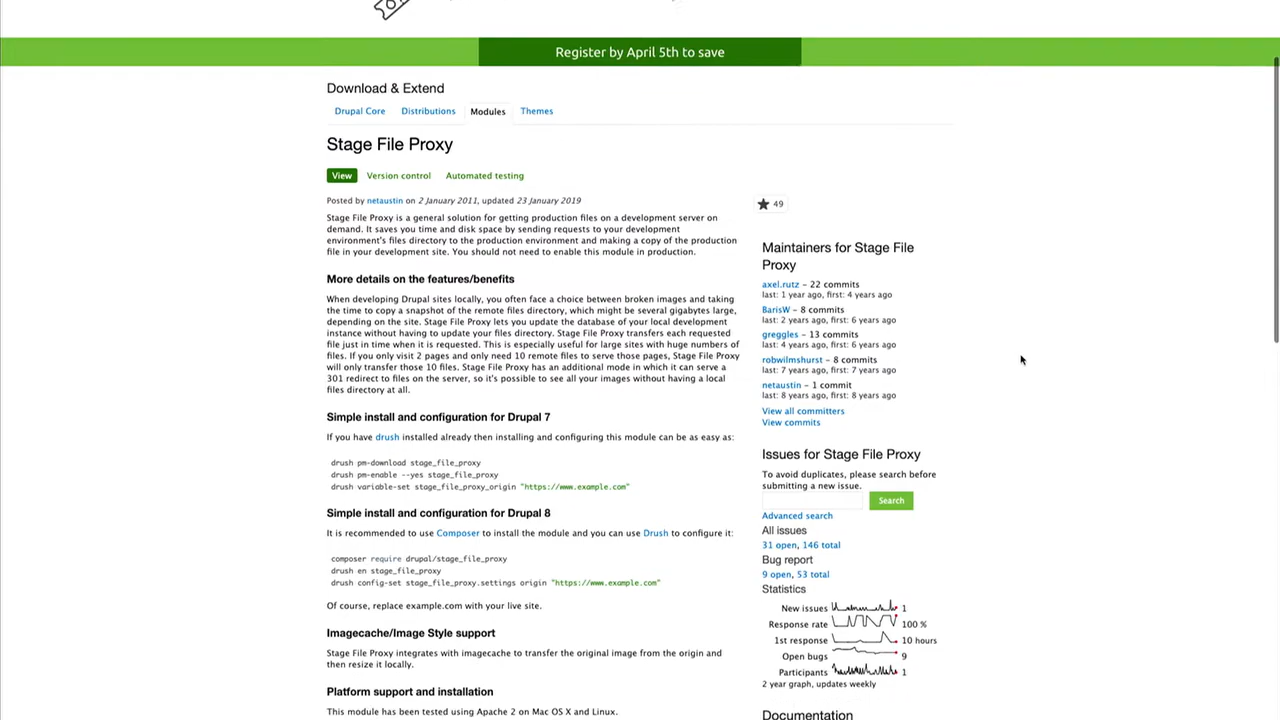 Register by April 5th to save
Download & Extend
Drupal Core Distributions Modules Themes
Stage File Proxy
View Version control Automated testing
Posted by netaustin on 2 January 2011, updated 23 January 2019
Stage File Proxy is a general solution for getting production files on a development server on
demand. It saves you time and disk space by sending requests to your development
environment's files directory to the production environment and making a copy of the production
file in your development site. You should not need to enable this module in production.
More details on the features/benefits
When developing Drupal sites locally, you often face a choice between broken images and taking
the time to copy a snapshot of the remote files directory, which might be several gigabytes large,
depending on the site. Stage File Proxy lets you update the database of your local development
instance without having to update your files directory. Stage File Proxy transfers each requested
file just in time when it is requested. This is especially useful for large sites with huge numbers of
files. If you only visit 2 pages and only need 10 remote files to serve those pages, Stage File Proxy
will only transfer those 10 files. Stage File Proxy has an additional mode in which it can serve a
301 redirect to files on the server, so it's possible to see all your images without having a local
files directory at all.
Simple install and configuration for Drupal 7
If you have drush installed already then installing and configuring this module can be as easy as:
drush pm-download stage_file_proxy
drush pm-enable --yes stage_file_proxy
drush variable-set stage_file_proxy_origin "https://www.example.com"
Simple install and configuration for Drupal 8
It is recommended to use Composer to install the module and you can use Drush to configure it:
composer require drupal/stage_file_proxy
drush en stage_file_proxy
drush config-set stage_file_proxy.settings origin "https://www.example.com"
Of course, replace example.com with your live site.
Imagecache/Image Style support
Stage File Proxy integrates with imagecache to transfer the original image from the origin and
then resize it locally.
Platform support and installation
This module has been tested using Apache 2 on Mac OS X and Linux.
49
Maintainers for Stage File
Proxy
axel.rutz – 22 commits
last: 1 year ago, first: 4 years ago
BarisW – 8 commits
last: 2 years ago, first: 6 years ago
greggles – 13 commits
last: 4 years ago, first: 6 years ago
robwilmshurst – 8 commits
last: 7 years ago, first: 7 years ago
netaustin – 1 commit
last: 8 years ago, first: 8 years ago
View all committers
View commits
Issues for Stage File Proxy
To avoid duplicates, please search before
submitting a new issue.
Search
Advanced search
All issues
31 open, 146 total
Bug report
9 open, 53 total
Statistics
New issues 1
Response rate 100 %
1st response 10 hours
Open bugs 9
Participants 1
2 year graph, updates weekly
Documentation